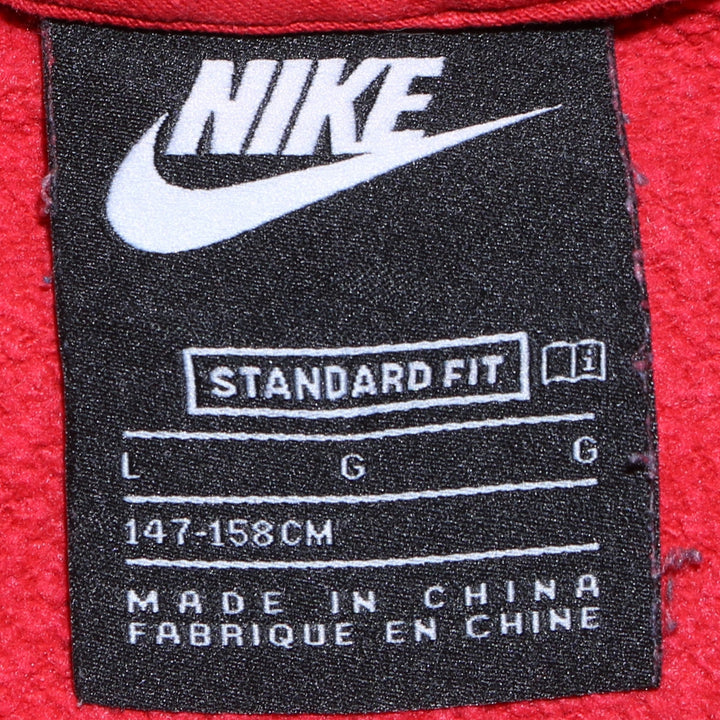 NIKE
STANDARD FIT i
L G G
147-158CM
MADE IN CHINA
FABRIQUE EN CHINE